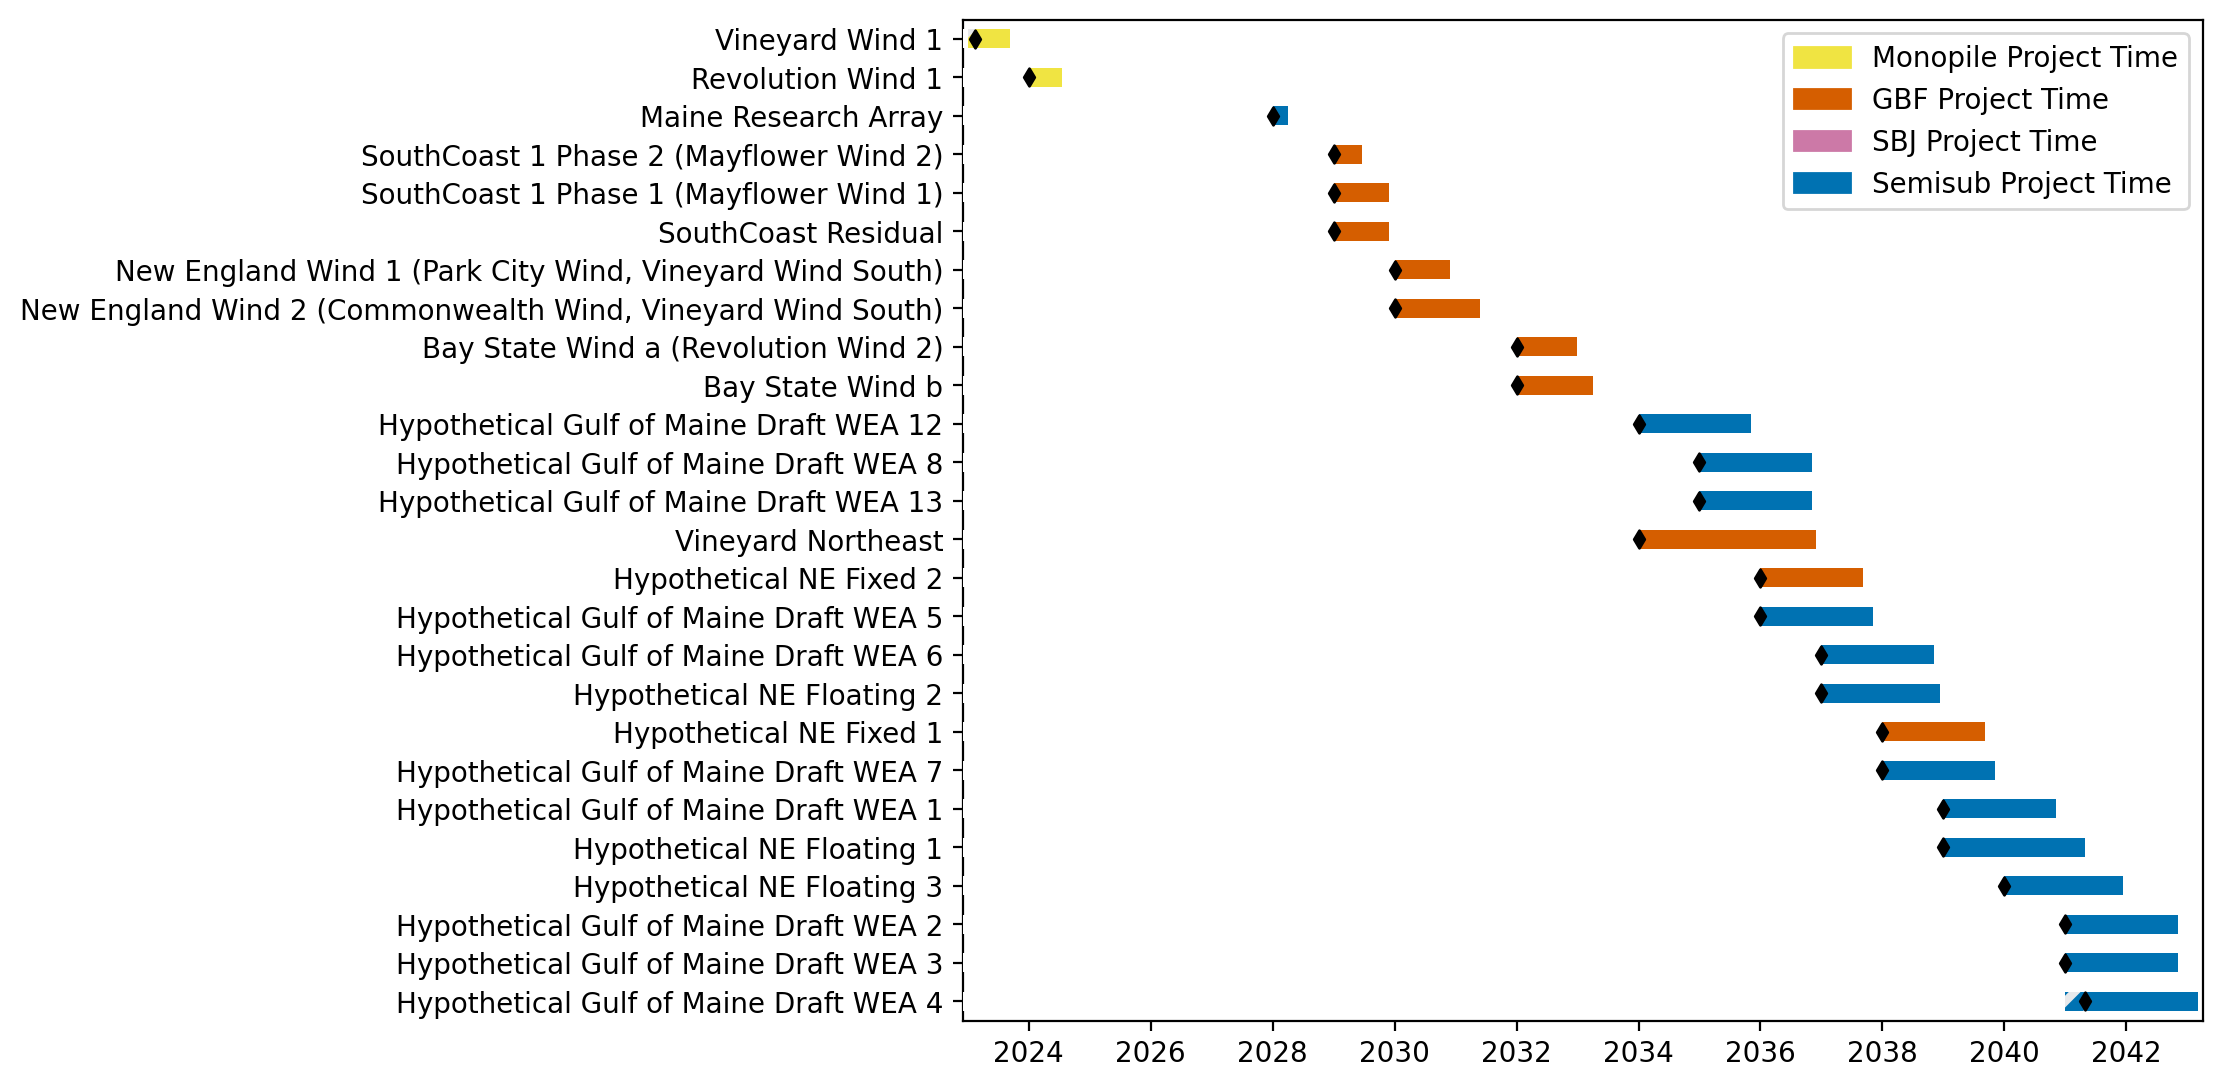 Vineyard Wind 1
Revolution Wind 1
Maine Research Array
SouthCoast 1 Phase 2 (Mayflower Wind 2)
SouthCoast 1 Phase 1 (Mayflower Wind 1)
SouthCoast Residual
New England Wind 1 (Park City Wind, Vineyard Wind South)
New England Wind 2 (Commonwealth Wind, Vineyard Wind South)
Bay State Wind a (Revolution Wind 2)
Bay State Wind b
Hypothetical Gulf of Maine Draft WEA 12
Hypothetical Gulf of Maine Draft WEA 8
Hypothetical Gulf of Maine Draft WEA 13
Vineyard Northeast
Hypothetical NE Fixed 2
Hypothetical Gulf of Maine Draft WEA 5
Hypothetical Gulf of Maine Draft WEA 6
Hypothetical NE Floating 2
Hypothetical NE Fixed 1
Hypothetical Gulf of Maine Draft WEA 7
Hypothetical Gulf of Maine Draft WEA 1
Hypothetical NE Floating 1
Hypothetical NE Floating 3
Hypothetical Gulf of Maine Draft WEA 2
Hypothetical Gulf of Maine Draft WEA 3
Hypothetical Gulf of Maine Draft WEA 4
Monopile Project Time
GBF Project Time
SBJ Project Time
Semisub Project Time
2024 2026 2028 2030 2032 2034 2036 2038 2040 2042